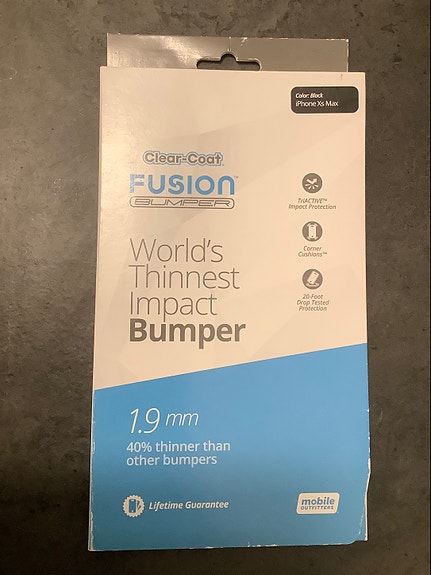 Color: Black
iPhone Xs Max
Clear-Coat
FUSION™
BUMPER
TriACTIVE™
Impact Protection
World's
Thinnest
Impact
Bumper
Corner
Cushions™
20-Foot
Drop Tested
Protection
1.9 mm
40% thinner than
other bumpers
Lifetime Guarantee
mobile
OUTFITTERS